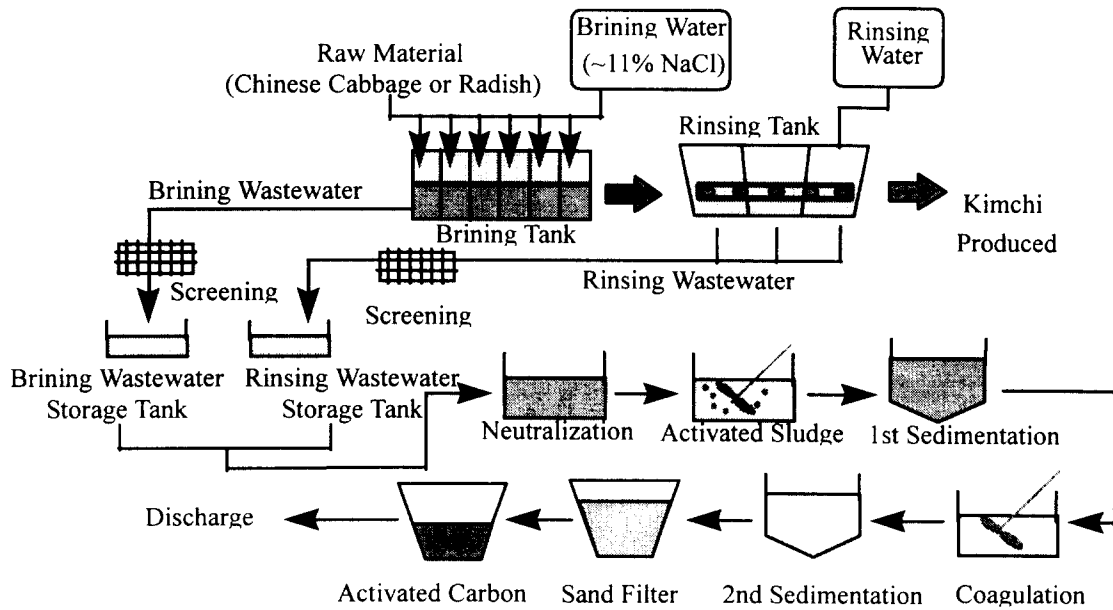 Raw Material
(Chinese Cabbage or Radish)
Brining Water
(~11% NaCl)
Rinsing
Water
Rinsing Tank
Brining Wastewater
Brining Tank
Kimchi
Produced
Screening
Rinsing Wastewater
Screening
Brining Wastewater
Storage Tank
Rinsing Wastewater
Storage Tank
Neutralization
Activated Sludge
1st Sedimentation
Discharge
Activated Carbon
Sand Filter
2nd Sedimentation
Coagulation